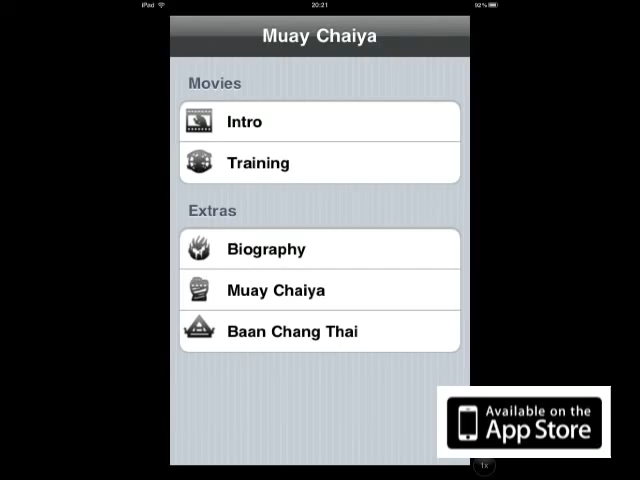 iPad 20:21 92%
Muay Chaiya
Movies
Intro
Training
Extras
Biography
Muay Chaiya
Baan Chang Thai
Available on the
App Store
1x